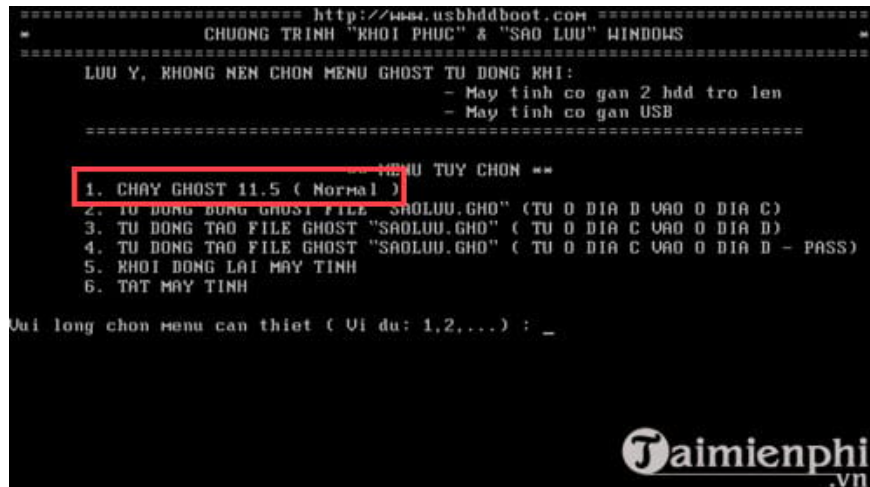 ============================ http://www.usbhddboot.com ===========================
* CHUONG TRINH "KHOI PHUC" & "SAO LUU" WINDOWS *
==================================================================================
LUU Y, KHONG NEN CHON MENU GHOST TU DONG KHI:
- May tinh co gan 2 hdd tro len
- May tinh co gan USB
======================================================================
** MENU TUY CHON **
1. CHAY GHOST 11.5 ( Normal )
2. TU DONG BUNG GHOST FILE "SAOLUU.GHO" (TU O DIA D VAO O DIA C)
3. TU DONG TAO FILE GHOST "SAOLUU.GHO" ( TU O DIA C VAO O DIA D)
4. TU DONG TAO FILE GHOST "SAOLUU.GHO" ( TU O DIA C VAO O DIA D - PASS)
5. KHOI DONG LAI MAY TINH
6. TAT MAY TINH
Vui long chon menu can thiet ( Vi du: 1,2,...) : _
Taimienphi
.vn